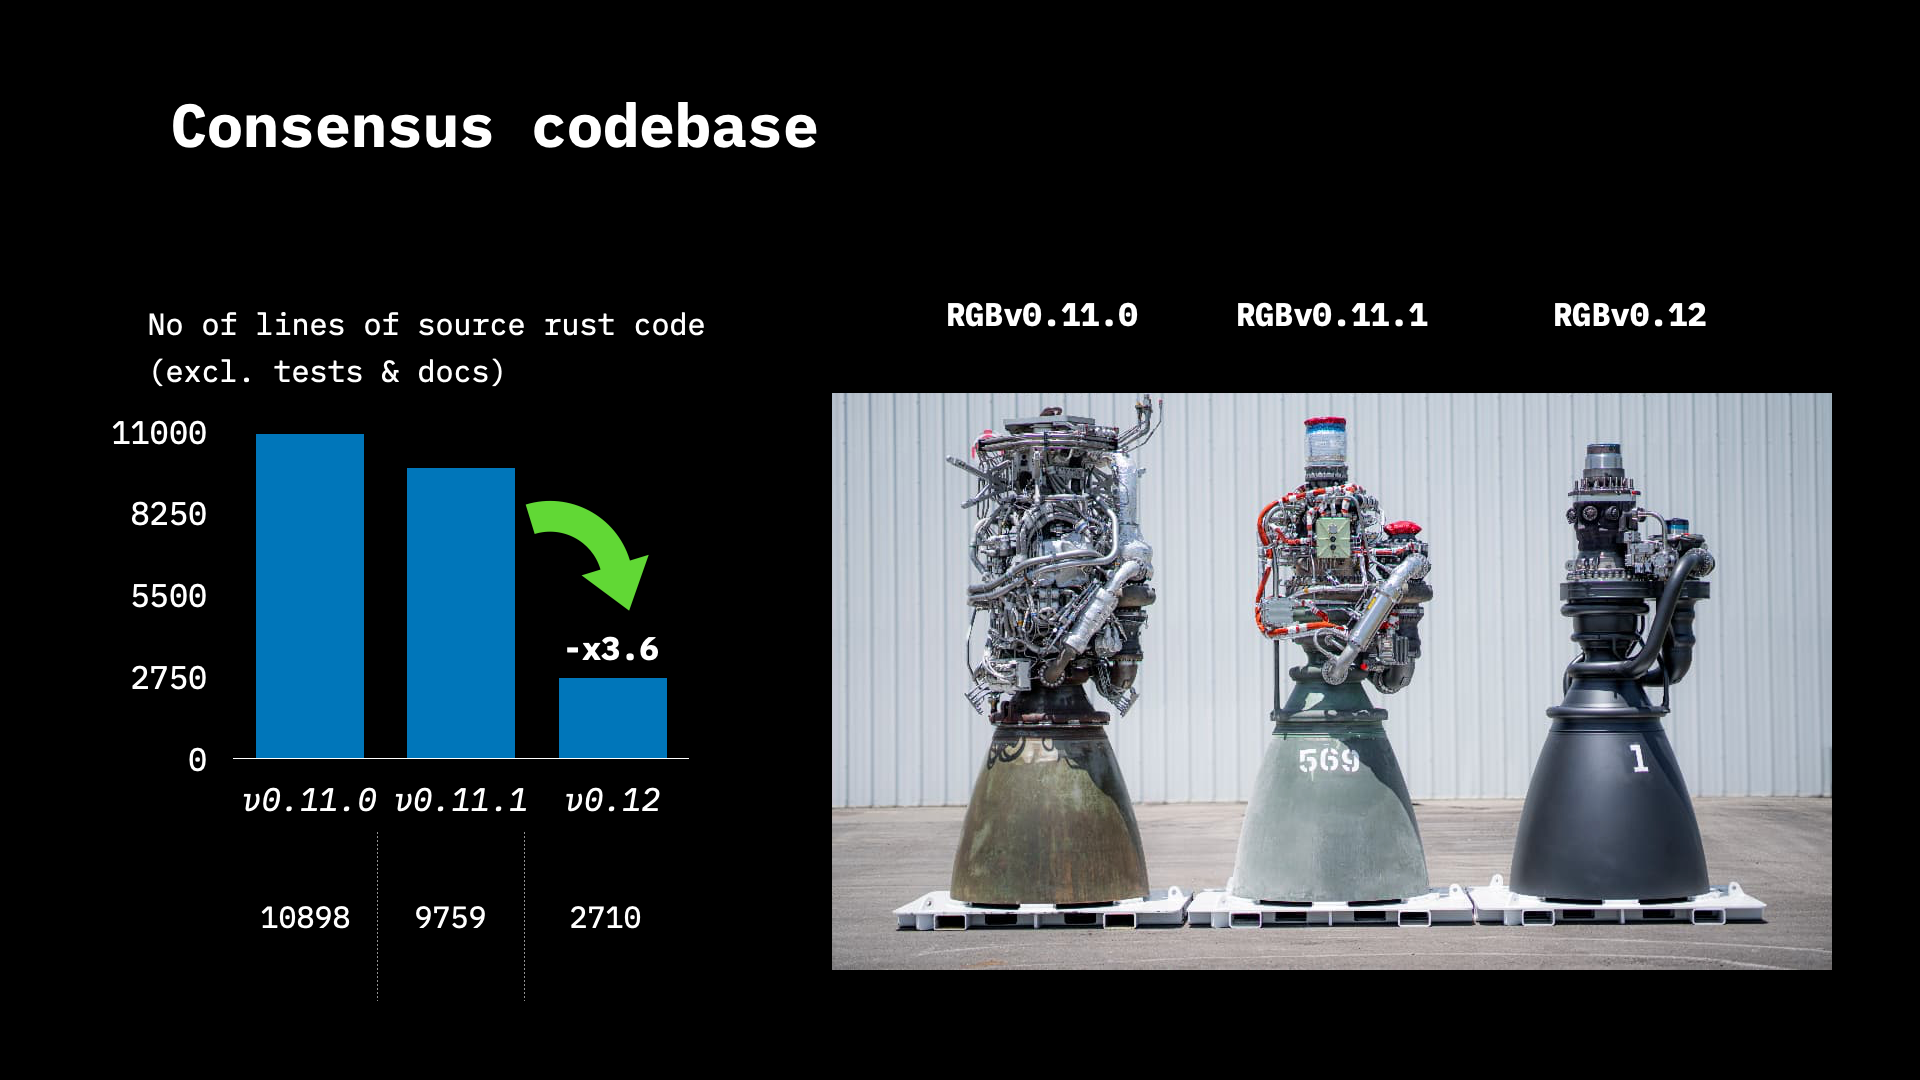 Consensus codebase
No of lines of source rust code
(excl. tests & docs)
11000
8250
5500
2750
0
-x3.6
v0.11.0 v0.11.1 v0.12
10898 9759 2710
RGBv0.11.0 RGBv0.11.1 RGBv0.12
569
1